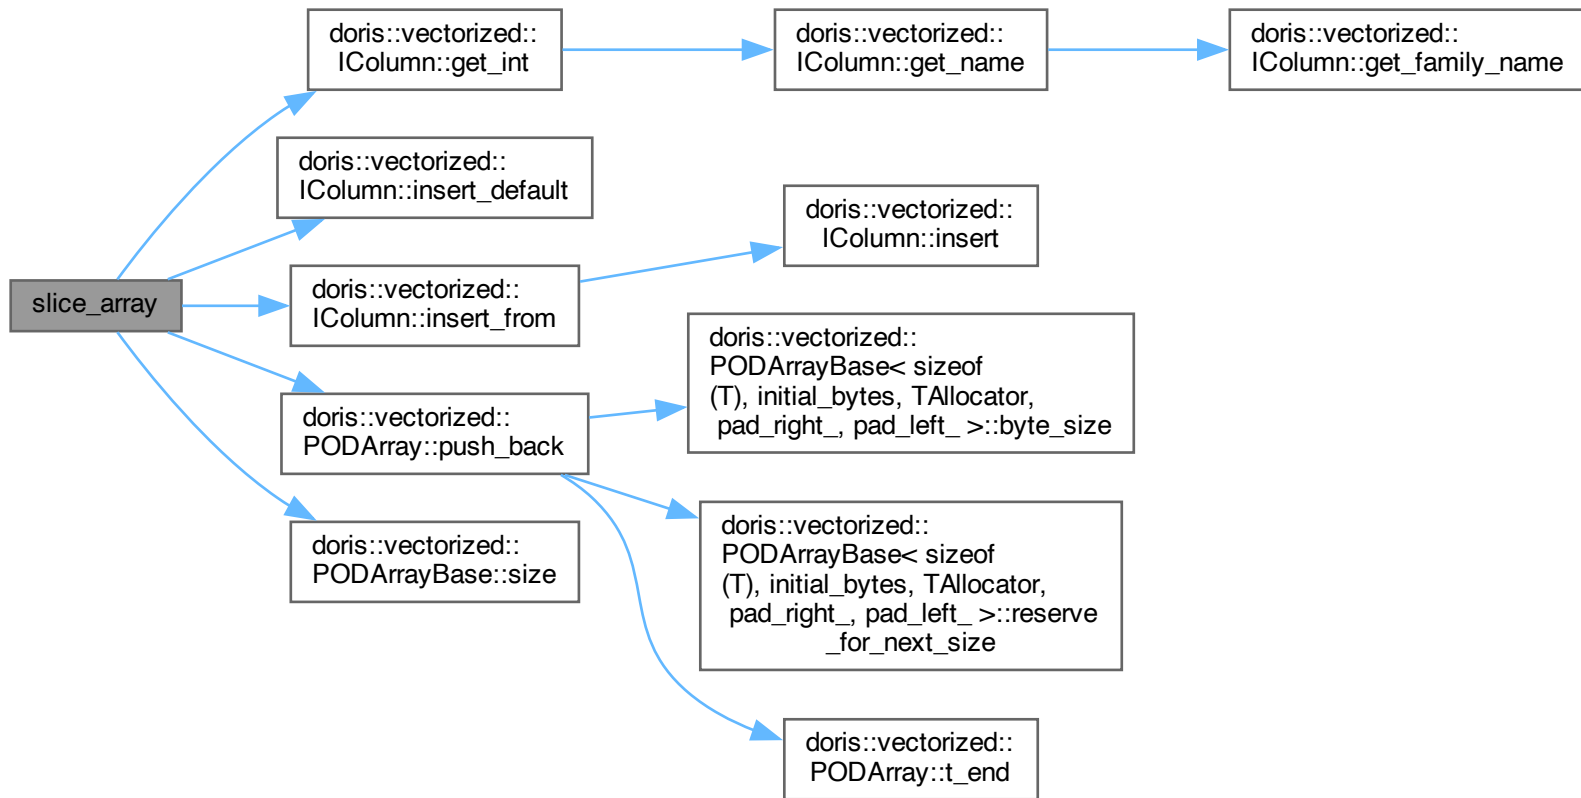 doris::vectorized::
IColumn::get_int
doris::vectorized::
IColumn::get_name
doris::vectorized::
IColumn::get_family_name
doris::vectorized::
IColumn::insert_default
doris::vectorized::
IColumn::insert
slice_array
doris::vectorized::
IColumn::insert_from
doris::vectorized::
PODArrayBase< sizeof
(T), initial_bytes, TAllocator,
pad_right_, pad_left_ >::byte_size
doris::vectorized::
PODArray::push_back
doris::vectorized::
PODArrayBase::size
doris::vectorized::
PODArrayBase< sizeof
(T), initial_bytes, TAllocator,
pad_right_, pad_left_ >::reserve
_for_next_size
doris::vectorized::
PODArray::t_end